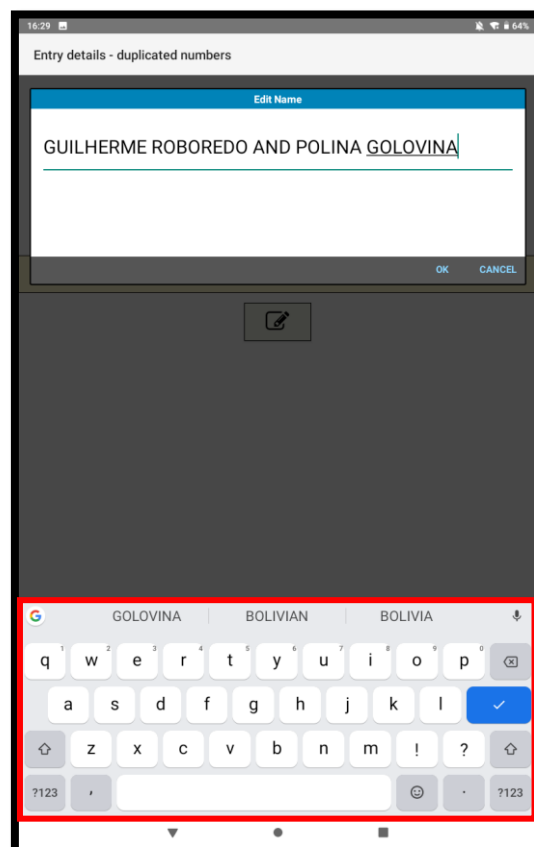 16:29 64%
Entry details - duplicated numbers
Edit Name
GUILHERME ROBOREDO AND POLINA GOLOVINA
OK CANCEL
G GOLOVINA BOLIVIAN BOLIVIA
q 1 w 2 e 3 r 4 t 5 y 6 u 7 i 8 o 9 p 0
a s d f g h j k l
z x c v b n m ! ?
?123 , . ?123